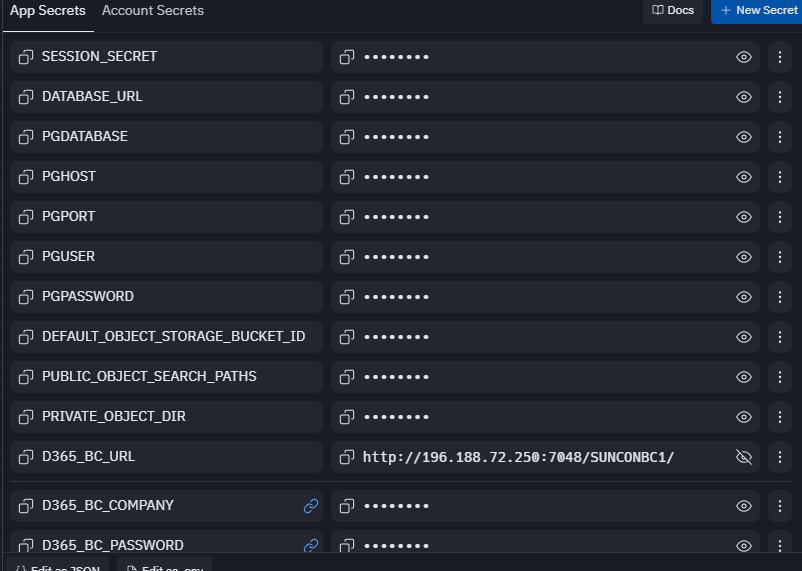 App Secrets Account Secrets Docs + New Secret
SESSION_SECRET ••••••••
DATABASE_URL ••••••••
PGDATABASE ••••••••
PGHOST ••••••••
PGPORT ••••••••
PGUSER ••••••••
PGPASSWORD ••••••••
DEFAULT_OBJECT_STORAGE_BUCKET_ID ••••••••
PUBLIC_OBJECT_SEARCH_PATHS ••••••••
PRIVATE_OBJECT_DIR ••••••••
D365_BC_URL http://196.188.72.250:7048/SUNCONBC1/
D365_BC_COMPANY ••••••••
D365_BC_PASSWORD ••••••••
{} Edit as JSON Edit as .env